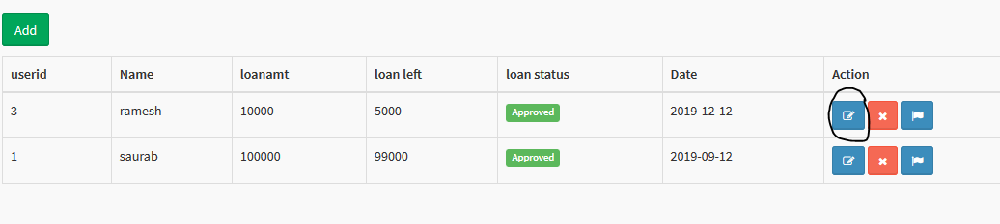 Add
userid Name loanamt loan left loan status Date Action
3 ramesh 10000 5000 Approved 2019-12-12
1 saurab 100000 99000 Approved 2019-09-12